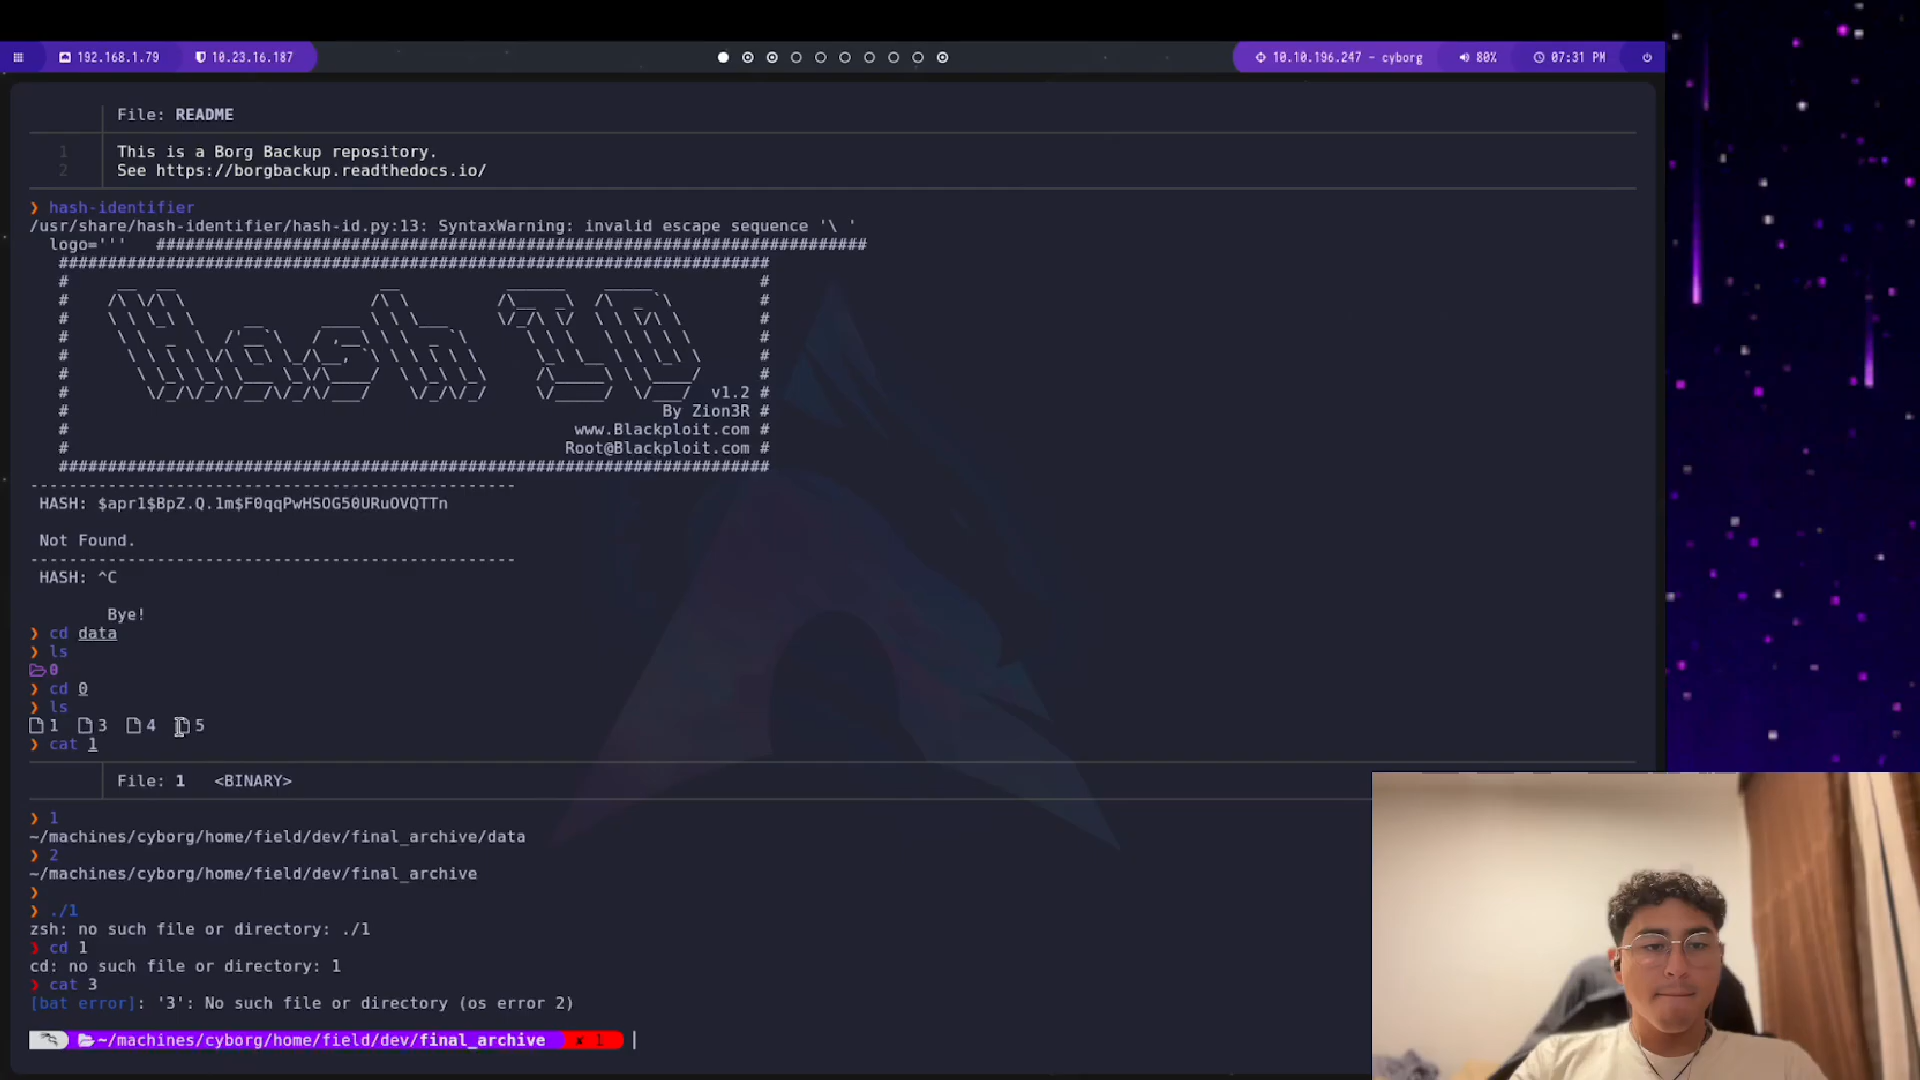 192.168.1.79 10.23.16.187 10.10.196.247 - cyborg 80% 07:31 PM
File: README
1 This is a Borg Backup repository.
2 See https://borgbackup.readthedocs.io/
❯ hash-identifier
/usr/share/hash-identifier/hash-id.py:13: SyntaxWarning: invalid escape sequence '\ '
logo=''' #########################################################################
#########################################################################
Hash ID
v1.2 #
# By Zion3R #
# www.Blackploit.com #
# Root@Blackploit.com #
#########################################################################
--------------------------------------------------
HASH: $apr1$BpZ.Q.1m$F0qqPwHSOG50URuOVQTTn
Not Found.
--------------------------------------------------
HASH: ^C
Bye!
❯ cd data
❯ ls
0
❯ cd 0
❯ ls
1 3 4 5
❯ cat 1
File: 1 <BINARY>
❯ 1
~/machines/cyborg/home/field/dev/final_archive/data
❯ 2
~/machines/cyborg/home/field/dev/final_archive
❯
❯ ./1
zsh: no such file or directory: ./1
❯ cd 1
cd: no such file or directory: 1
❯ cat 3
[bat error]: '3': No such file or directory (os error 2)
~/machines/cyborg/home/field/dev/final_archive × 1